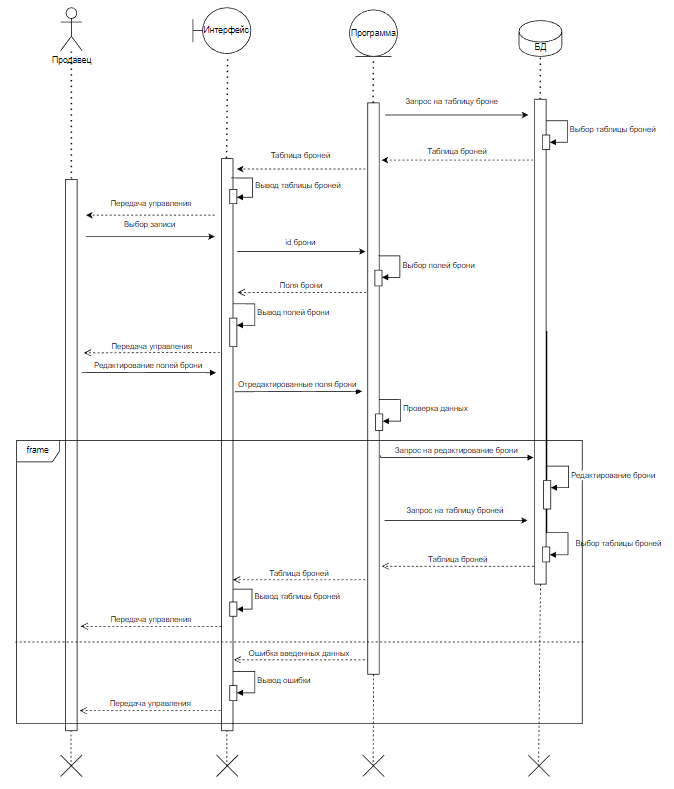 Продавец
Интерфейс
Программа
БД
Запрос на таблицу броне
Выбор таблицы броней
Таблица броней
Таблица броней
Вывод таблицы броней
Передача управления
Выбор записи
id брони
Выбор полей брони
Поля брони
Вывод полей брони
Передача управления
Редактирование полей брони
Отредактированные поля брони
Проверка данных
frame
Запрос на редактирование брони
Редактирование брони
Запрос на таблицу броней
Выбор таблицы броней
Таблица броней
Таблица броней
Вывод таблицы броней
Передача управления
Ошибка введенных данных
Вывод ошибки
Передача управления